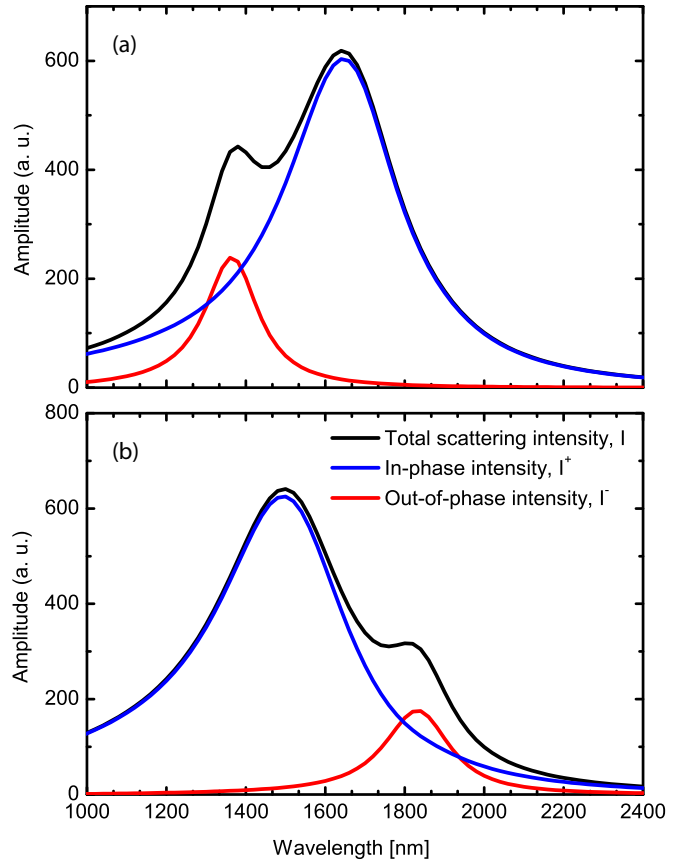 (a)
600
400
200
0
Amplitude (a. u.)
800
(b)
Total scattering intensity, I
In-phase intensity, I⁺
Out-of-phase intensity, I⁻
600
400
200
0
Amplitude (a. u.)
1000 1200 1400 1600 1800 2000 2200 2400
Wavelength [nm]